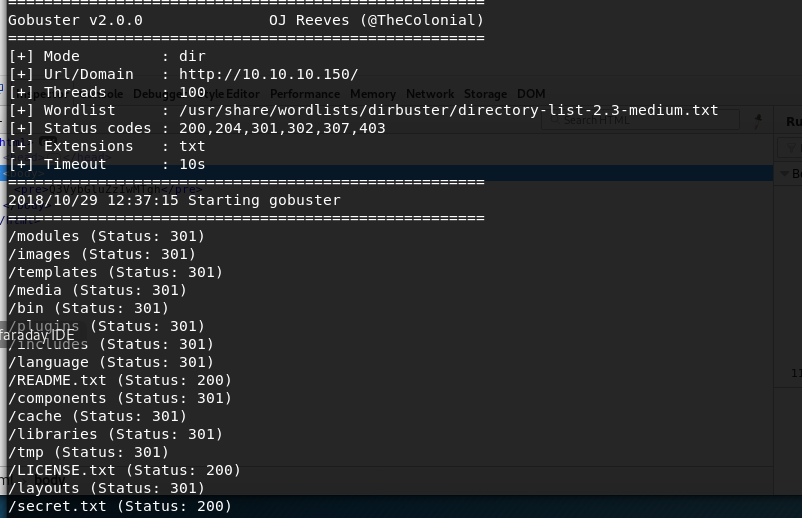 ===================================================
Gobuster v2.0.0              OJ Reeves (@TheColonial)
===================================================
[+] Mode         : dir
[+] Url/Domain   : http://10.10.10.150/
[+] Threads      : 100
[+] Wordlist     : /usr/share/wordlists/dirbuster/directory-list-2.3-medium.txt
[+] Status codes : 200,204,301,302,307,403
[+] Extensions   : txt
[+] Timeout      : 10s
===================================================
2018/10/29 12:37:15 Starting gobuster
===================================================
/modules (Status: 301)
/images (Status: 301)
/templates (Status: 301)
/media (Status: 301)
/bin (Status: 301)
/plugins (Status: 301)
/includes (Status: 301)
/language (Status: 301)
/README.txt (Status: 200)
/components (Status: 301)
/cache (Status: 301)
/libraries (Status: 301)
/tmp (Status: 301)
/LICENSE.txt (Status: 200)
/layouts (Status: 301)
/secret.txt (Status: 200)
Style Editor Performance Memory Network Storage DOM
Search HTML
faraday IDE
body